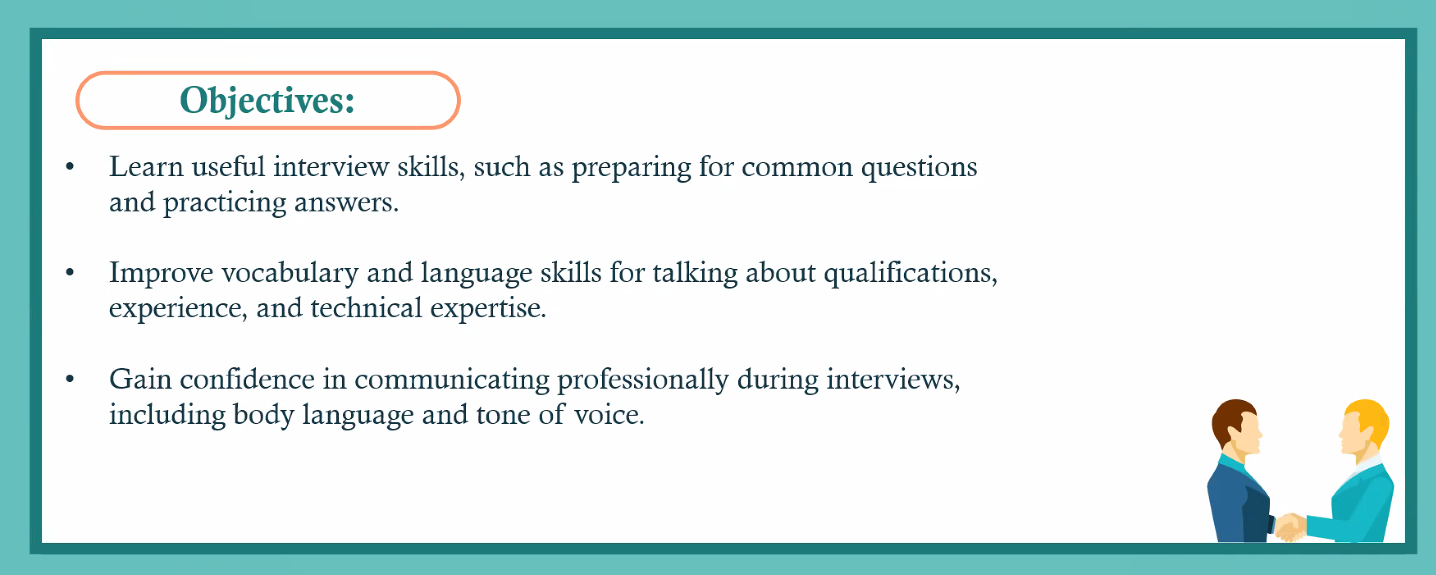 Objectives:
• Learn useful interview skills, such as preparing for common questions
and practicing answers.
• Improve vocabulary and language skills for talking about qualifications,
experience, and technical expertise.
• Gain confidence in communicating professionally during interviews,
including body language and tone of voice.